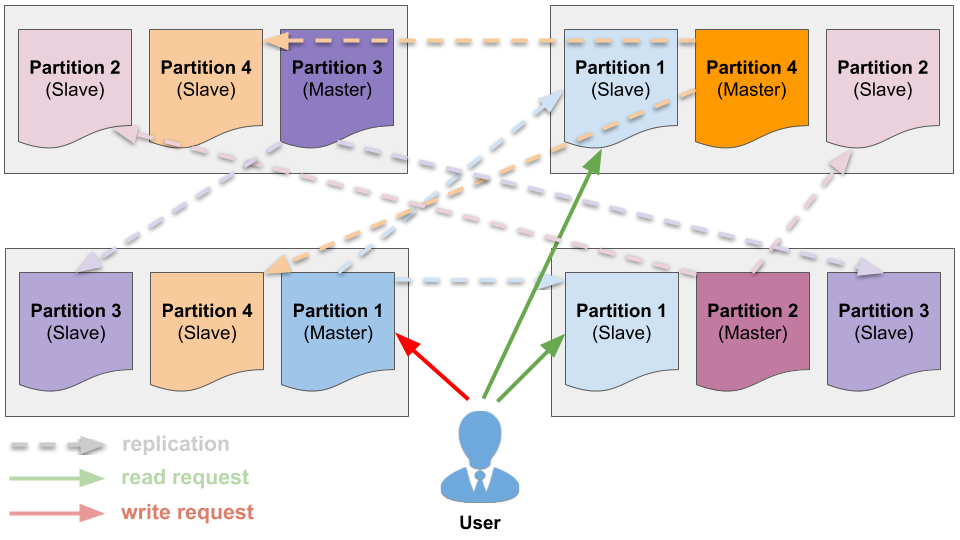 Partition 2
(Slave)
Partition 4
(Slave)
Partition 3
(Master)
Partition 1
(Slave)
Partition 4
(Master)
Partition 2
(Slave)
Partition 3
(Slave)
Partition 4
(Slave)
Partition 1
(Master)
Partition 1
(Slave)
Partition 2
(Master)
Partition 3
(Slave)
replication
read request
write request
User